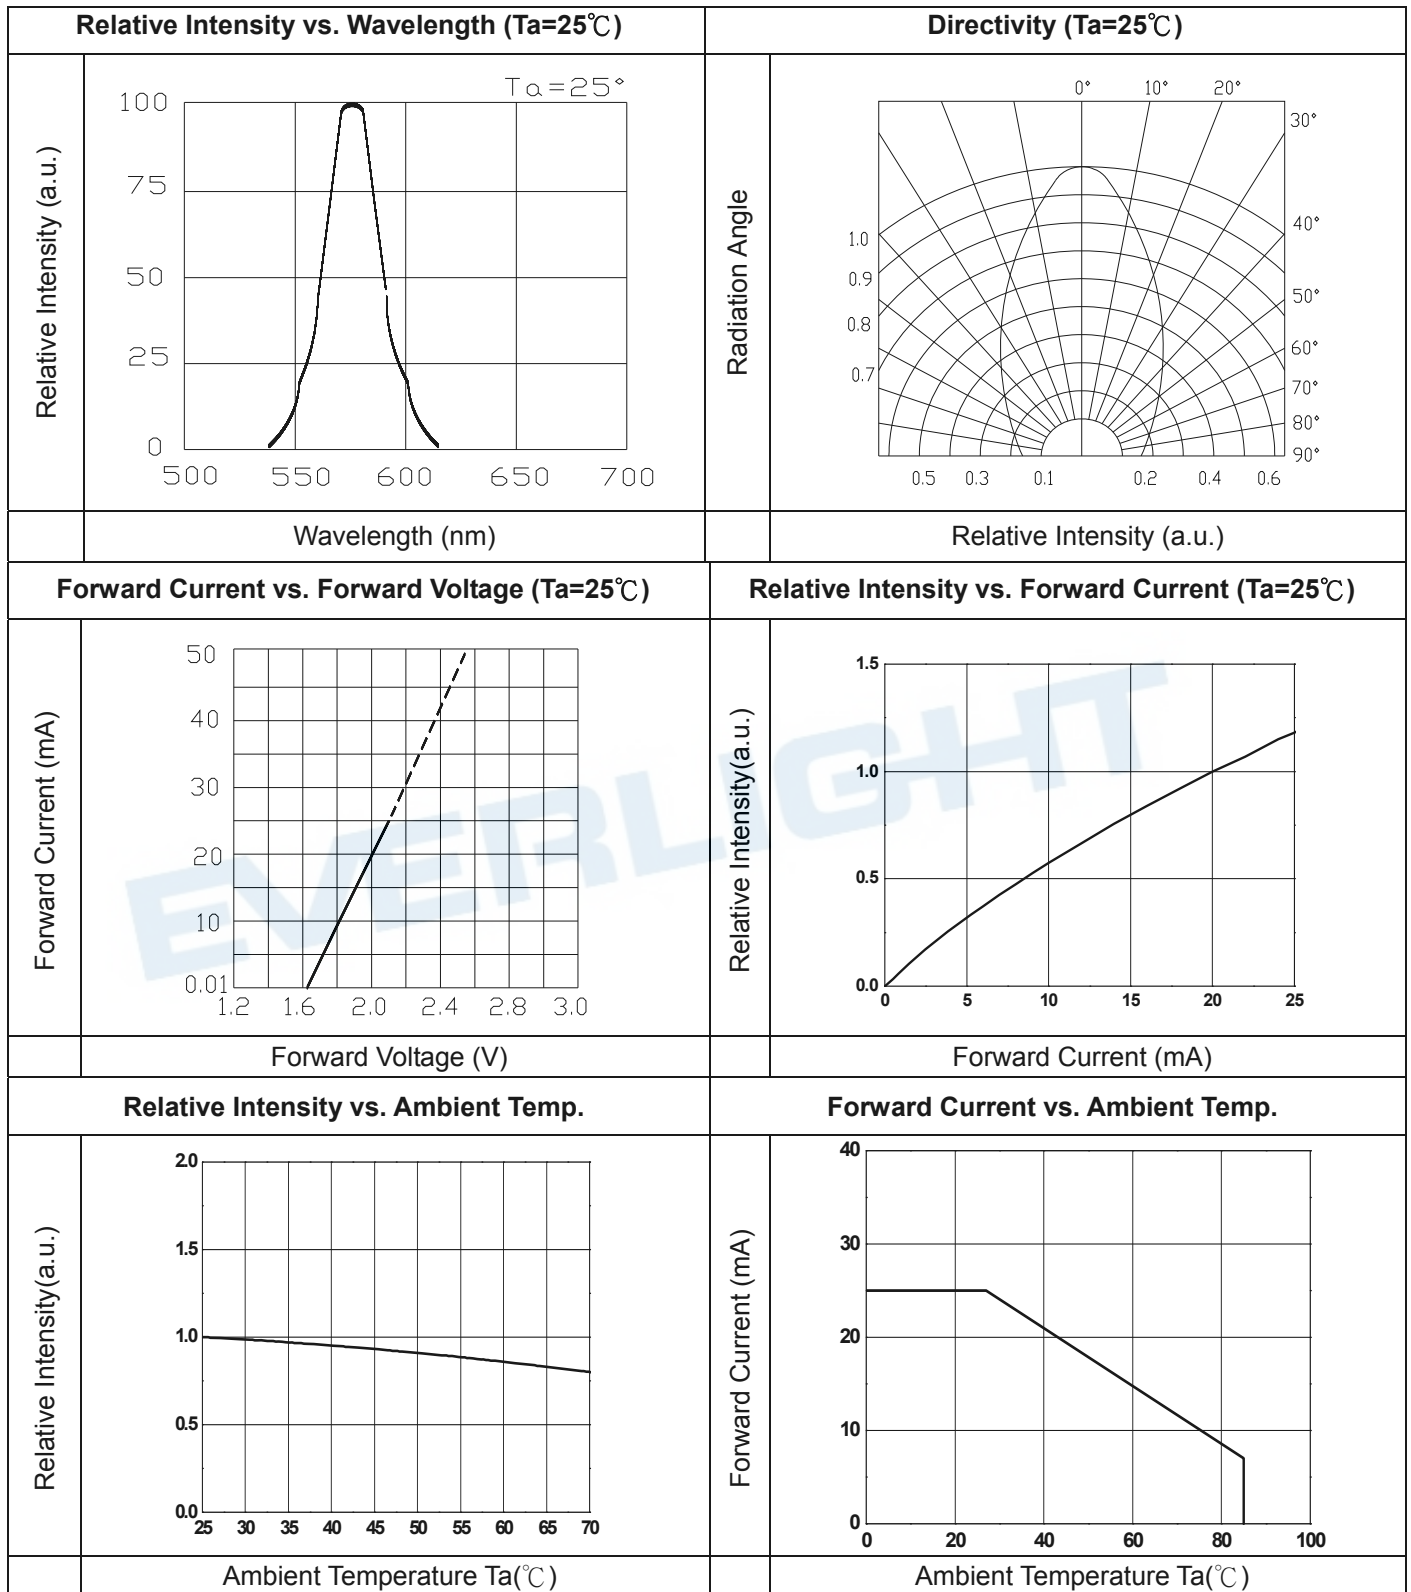 Relative Intensity vs. Wavelength (Ta=25℃)
Directivity (Ta=25℃)
Relative Intensity (a.u.)
Ta=25°
100
75
50
25
0
500 550 600 650 700
Wavelength (nm)
Radiation Angle
0° 10° 20°
30°
40°
50°
60°
70°
80°
90°
1.0
0.9
0.8
0.7
0.5 0.3 0.1 0.2 0.4 0.6
Relative Intensity (a.u.)
Forward Current vs. Forward Voltage (Ta=25℃)
Relative Intensity vs. Forward Current (Ta=25℃)
Forward Current (mA)
50
40
30
20
10
0.01
1.2 1.6 2.0 2.4 2.8 3.0
Forward Voltage (V)
Relative Intensity(a.u.)
1.5
1.0
0.5
0.0
0 5 10 15 20 25
Forward Current (mA)
EVERLIGHT
Relative Intensity vs. Ambient Temp.
Forward Current vs. Ambient Temp.
Relative Intensity(a.u.)
2.0
1.5
1.0
0.5
0.0
25 30 35 40 45 50 55 60 65 70
Ambient Temperature Ta(℃)
Forward Current (mA)
40
30
20
10
0
0 20 40 60 80 100
Ambient Temperature Ta(℃)